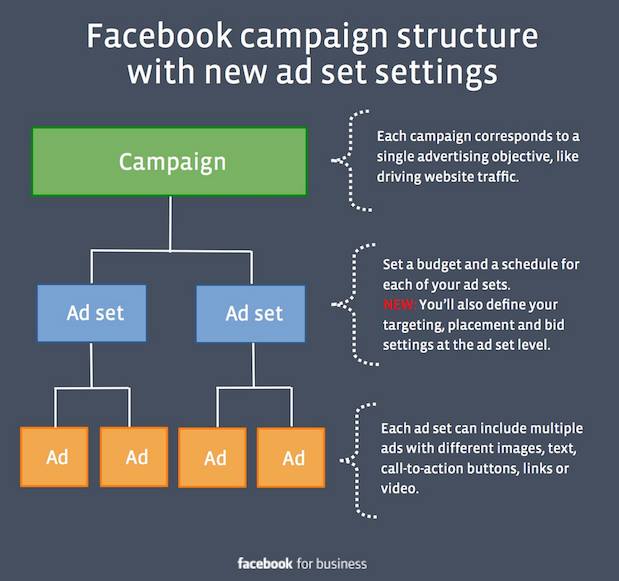 Facebook campaign structure
with new ad set settings
Campaign
Each campaign corresponds to a
single advertising objective, like
driving website traffic.
Ad set
Ad set
Set a budget and a schedule for
each of your ad sets.
NEW: You'll also define your
targeting, placement and bid
settings at the ad set level.
Ad
Ad
Ad
Ad
Each ad set can include multiple
ads with different images, text,
call-to-action buttons, links or
video.
facebook for business